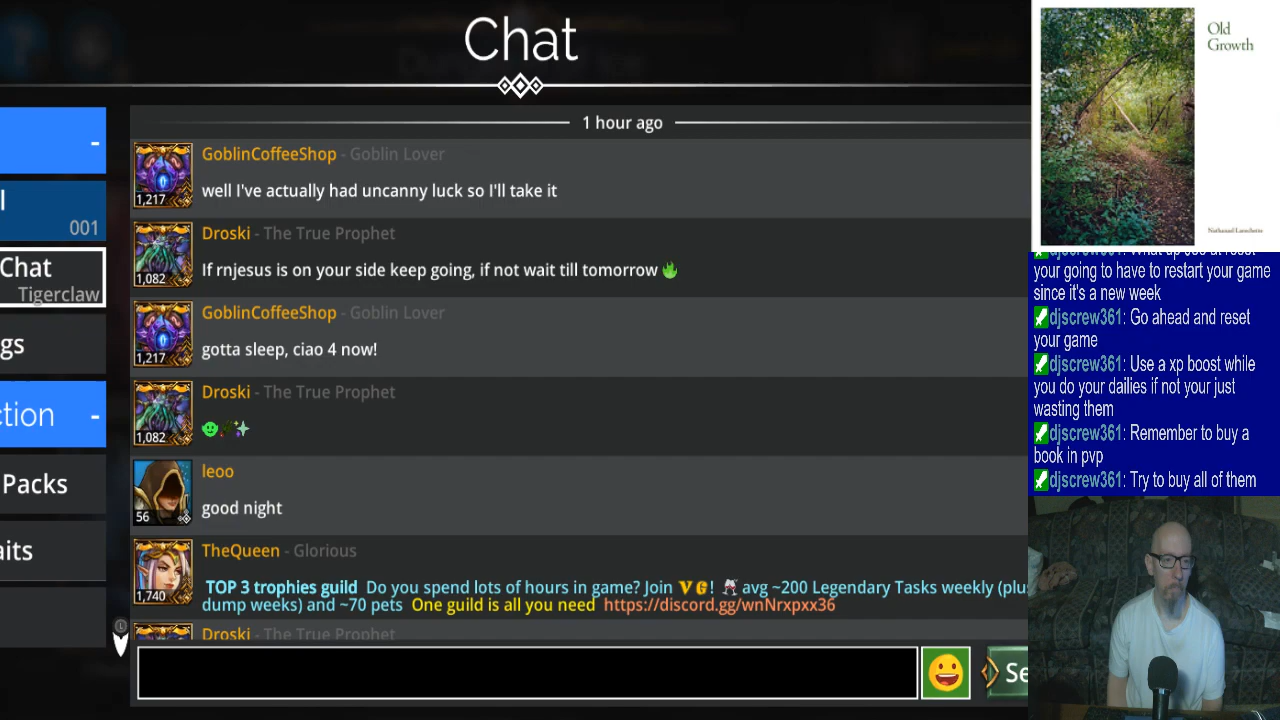 Chat
1 hour ago
-
l
001
Chat
Tigerclaw
gs
ction -
Packs
aits
GoblinCoffeeShop - Goblin Lover
1,217
well I've actually had uncanny luck so I'll take it
Droski - The True Prophet
1,082
If rnjesus is on your side keep going, if not wait till tomorrow
GoblinCoffeeShop - Goblin Lover
1,217
gotta sleep, ciao 4 now!
Droski - The True Prophet
1,082
leoo
56
good night
TheQueen - Glorious
1,740
TOP 3 trophies guild Do you spend lots of hours in game? Join VG! avg ~200 Legendary Tasks weekly (plu
dump weeks) and ~70 pets One guild is all you need https://discord.gg/wnNrxpxx36
Droski - The True Prophet
Se
Old
Growth
Nathanael Larochette
your going to have to restart your game
since it's a new week
djscrew361: Go ahead and reset
your game
djscrew361: Use a xp boost while
you do your dailies if not your just
wasting them
djscrew361: Remember to buy a
book in pvp
djscrew361: Try to buy all of them